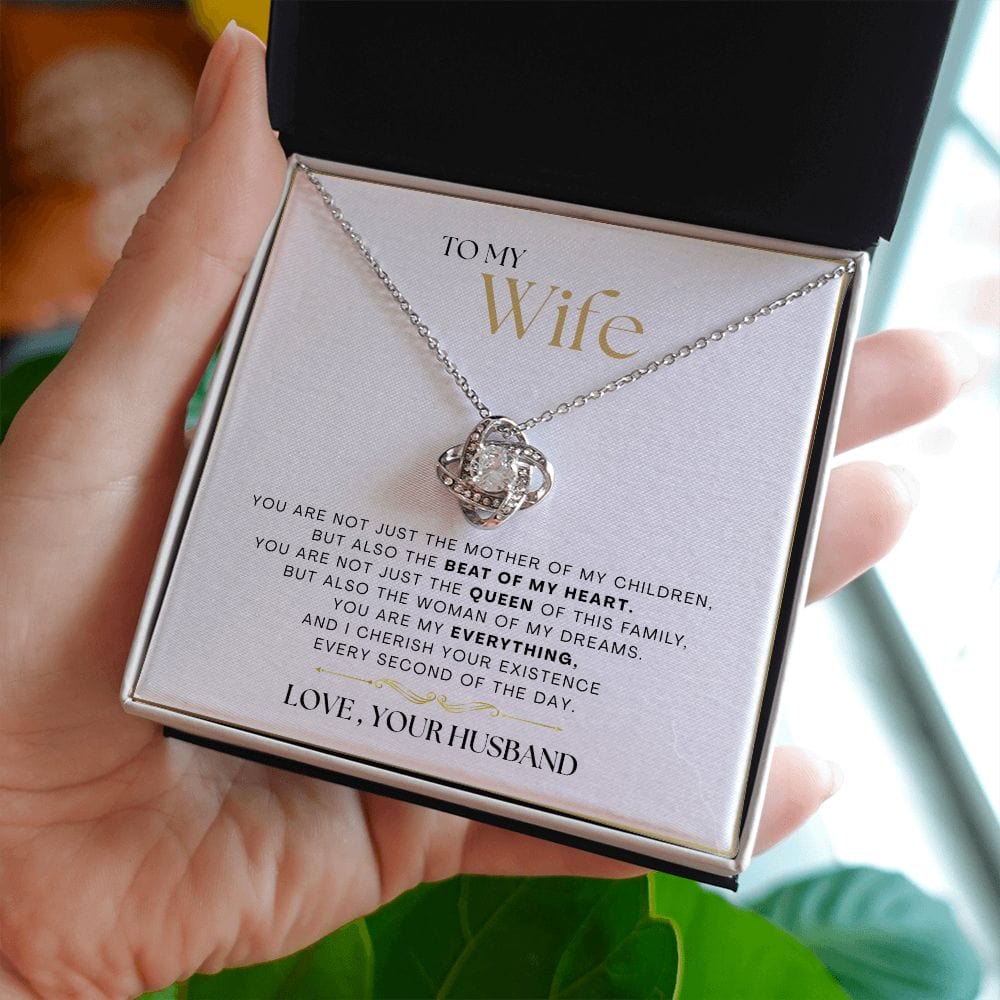 TO MY
Wife
YOU ARE NOT JUST THE MOTHER OF MY CHILDREN,
BUT ALSO THE BEAT OF MY HEART.
YOU ARE NOT JUST THE QUEEN OF THIS FAMILY,
BUT ALSO THE WOMAN OF MY DREAMS.
YOU ARE MY EVERYTHING,
AND I CHERISH YOUR EXISTENCE
EVERY SECOND OF THE DAY.
LOVE, YOUR HUSBAND